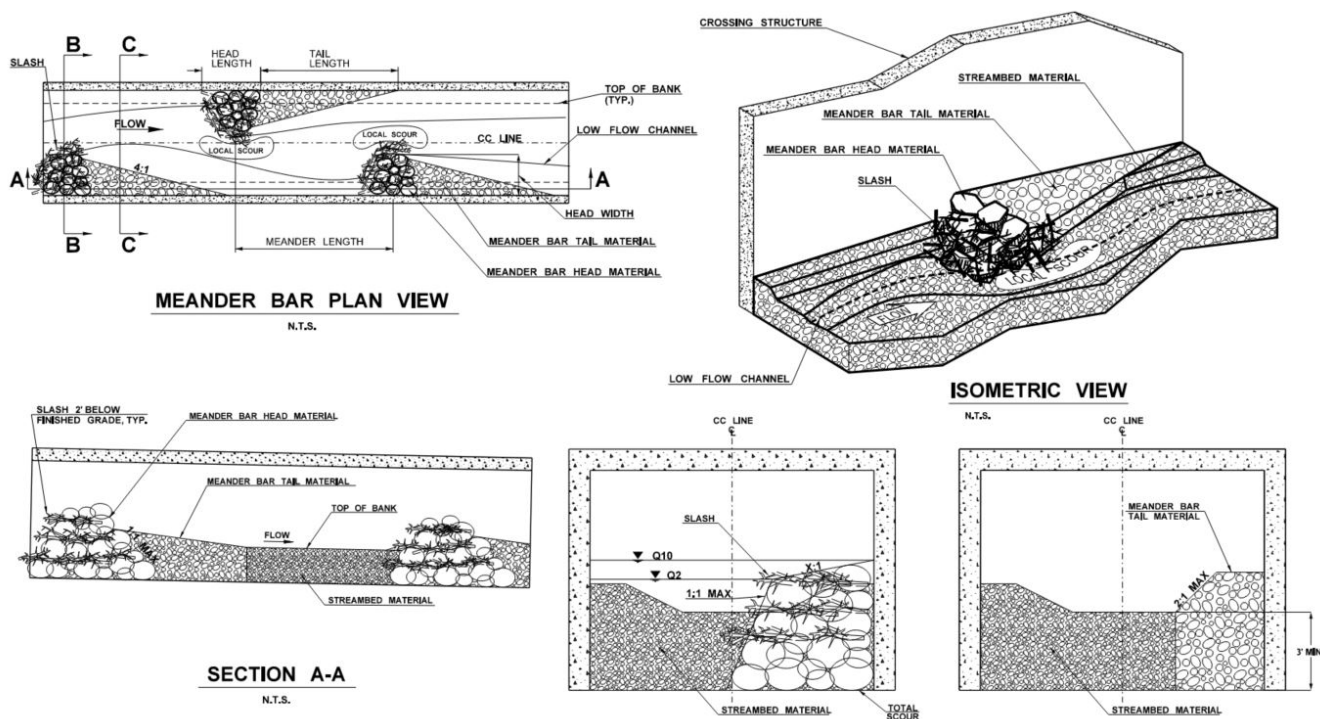 B
C
SLASH
HEAD
LENGTH
TAIL
LENGTH
TOP OF BANK
(TYP.)
FLOW
LOCAL SCOUR
LOCAL SCOUR
CC LINE
LOW FLOW CHANNEL
4:1
A
A
HEAD WIDTH
B
C
MEANDER LENGTH
MEANDER BAR TAIL MATERIAL
MEANDER BAR HEAD MATERIAL
MEANDER BAR PLAN VIEW
N.T.S.
CROSSING STRUCTURE
STREAMBED MATERIAL
MEANDER BAR TAIL MATERIAL
MEANDER BAR HEAD MATERIAL
SLASH
LOCAL SCOUR
FLOW
LOW FLOW CHANNEL
ISOMETRIC VIEW
N.T.S.
SLASH 2' BELOW
FINISHED GRADE, TYP.
MEANDER BAR HEAD MATERIAL
MEANDER BAR TAIL MATERIAL
TOP OF BANK
FLOW
1:1 MAX
STREAMBED MATERIAL
SECTION A-A
N.T.S.
CC LINE
SLASH
Q10
Q2
X:1
1:1 MAX
STREAMBED MATERIAL
TOTAL
SCOUR
CC LINE
MEANDER BAR
TAIL MATERIAL
2:1 MAX
3' MIN
STREAMBED MATERIAL